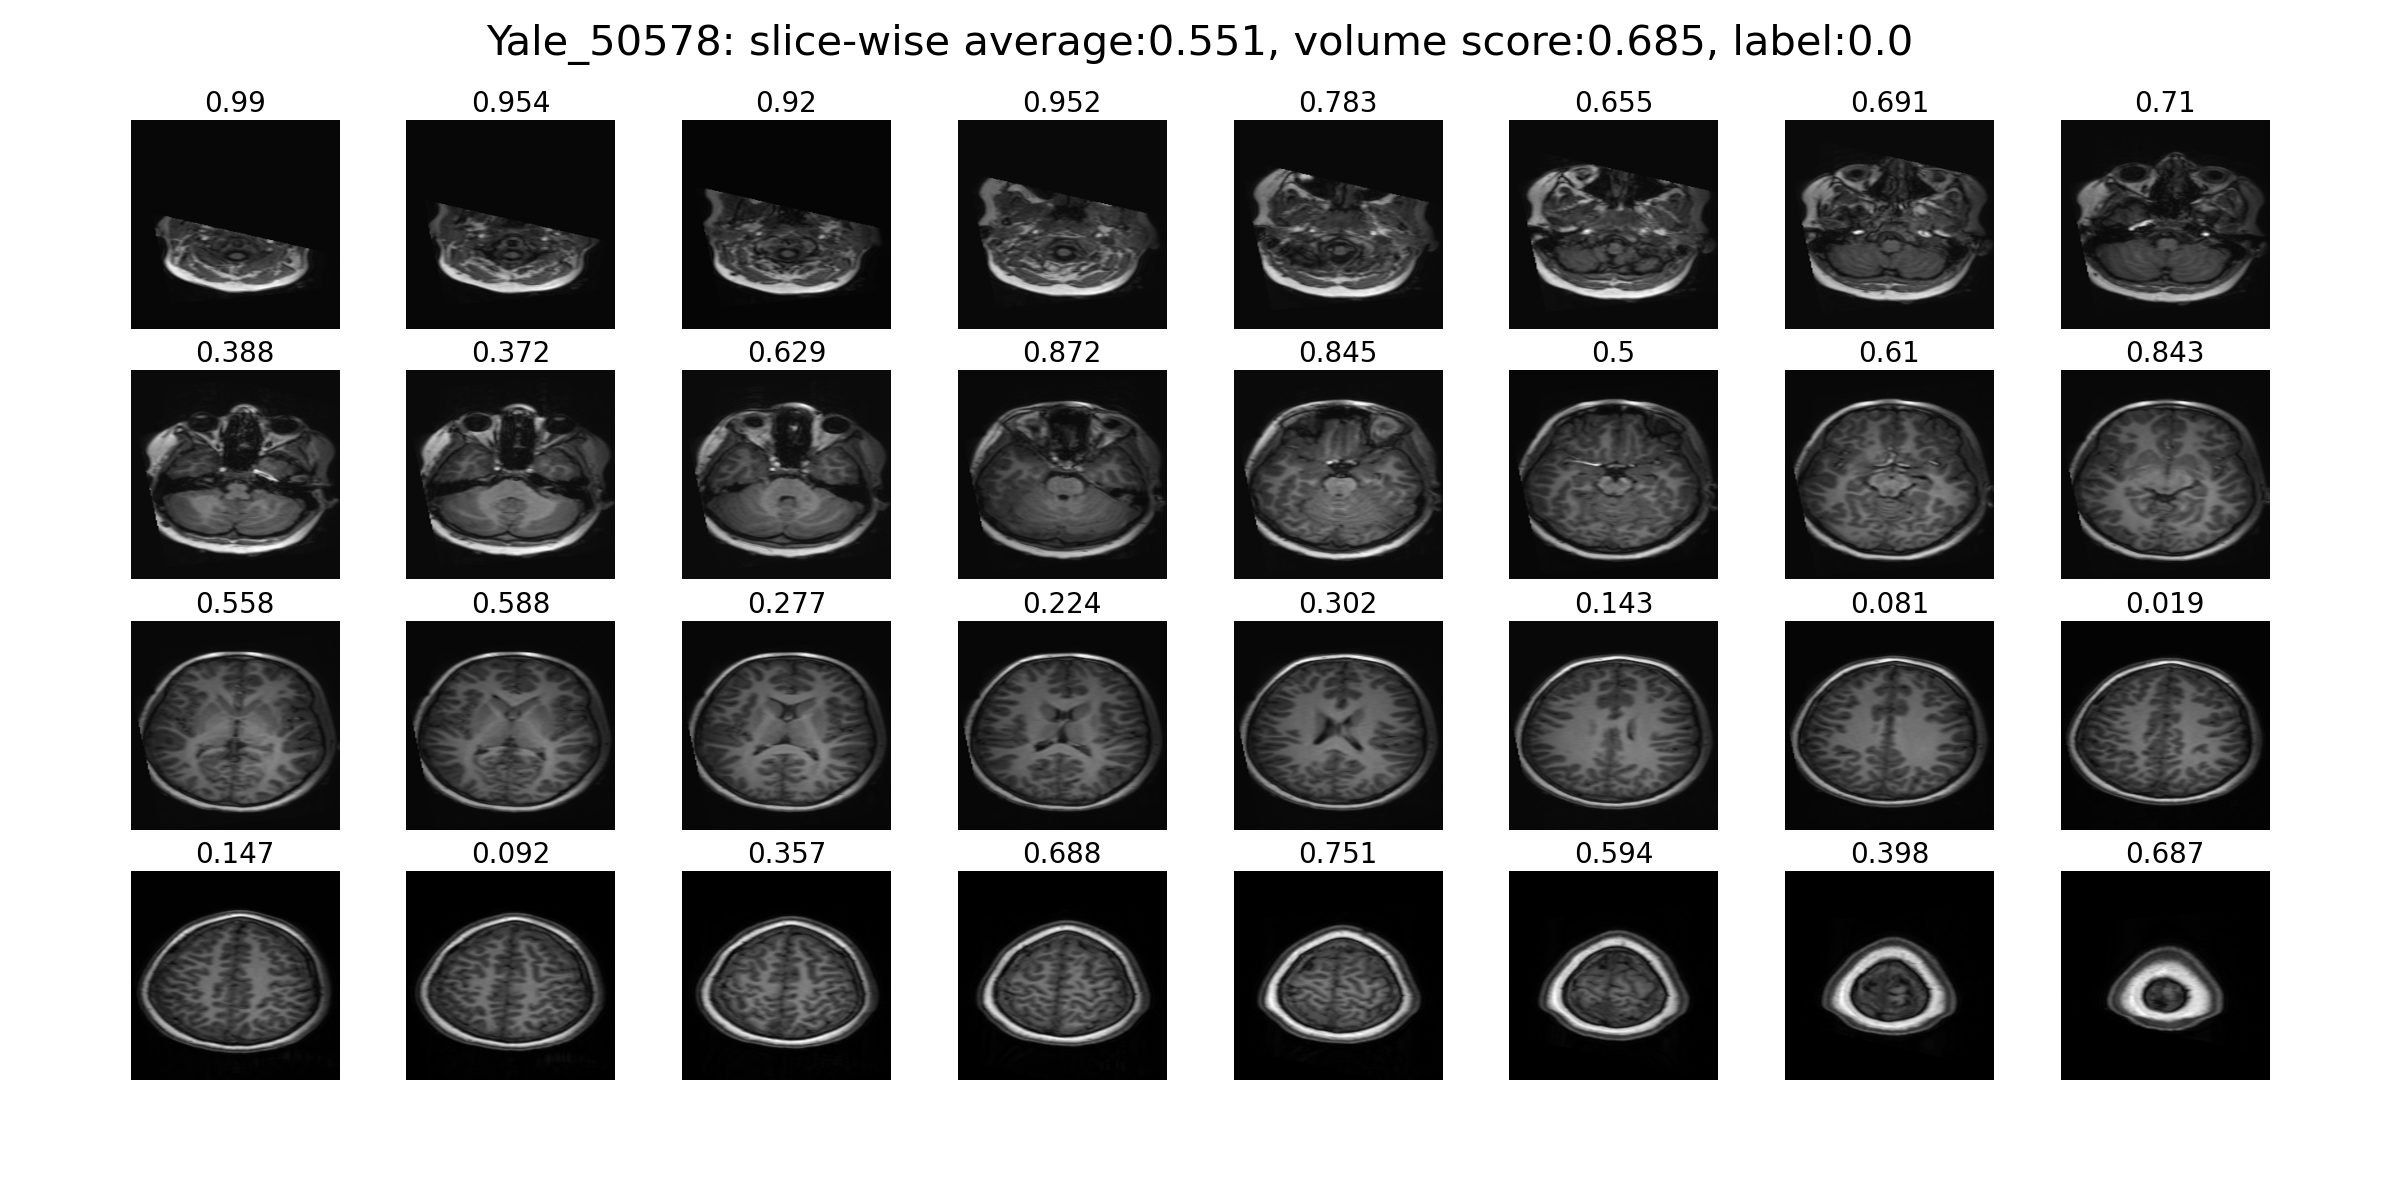 Yale_50578: slice-wise average:0.551, volume score:0.685, label:0.0
0.99 0.954 0.92 0.952 0.783 0.655 0.691 0.71
0.388 0.372 0.629 0.872 0.845 0.5 0.61 0.843
0.558 0.588 0.277 0.224 0.302 0.143 0.081 0.019
0.147 0.092 0.357 0.688 0.751 0.594 0.398 0.687